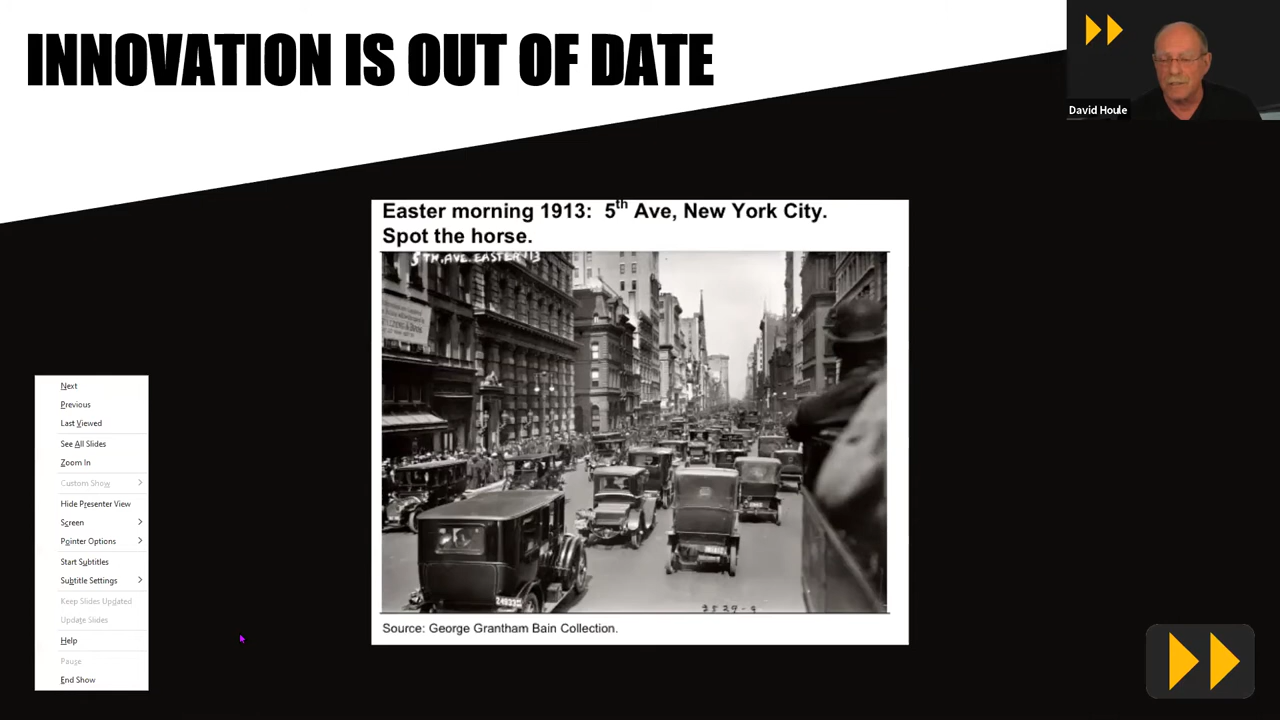 INNOVATION IS OUT OF DATE
David Houle
Easter morning 1913: 5th Ave, New York City.
Spot the horse.
5TH. AVE. EASTER '13
24933
3527-9
Source: George Grantham Bain Collection.
Next
Previous
Last Viewed
See All Slides
Zoom In
Custom Show
Hide Presenter View
Screen
Pointer Options
Start Subtitles
Subtitle Settings
Keep Slides Updated
Update Slides
Help
Pause
End Show